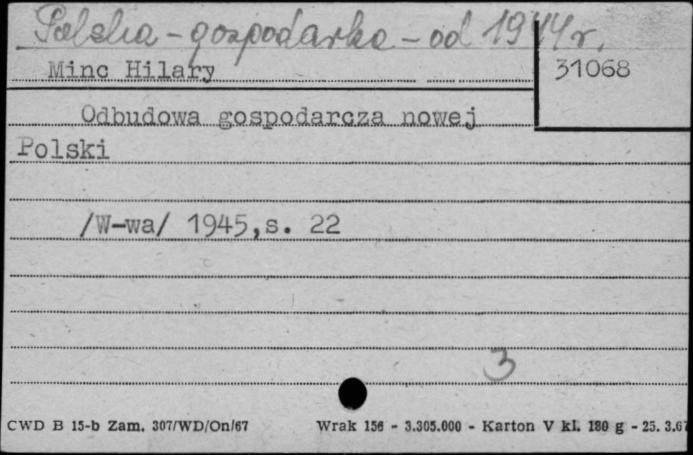 Polska - gospodarka - od 1944 r.
Minc Hilary
31068
Odbudowa gospodarcza nowej
Polski
/W-wa/ 1945,s. 22
3
CWD B 15-b Zam. 307/WD/On/67 Wrak 156 - 3.305.000 - Karton V kl. 180 g - 25. 3.67